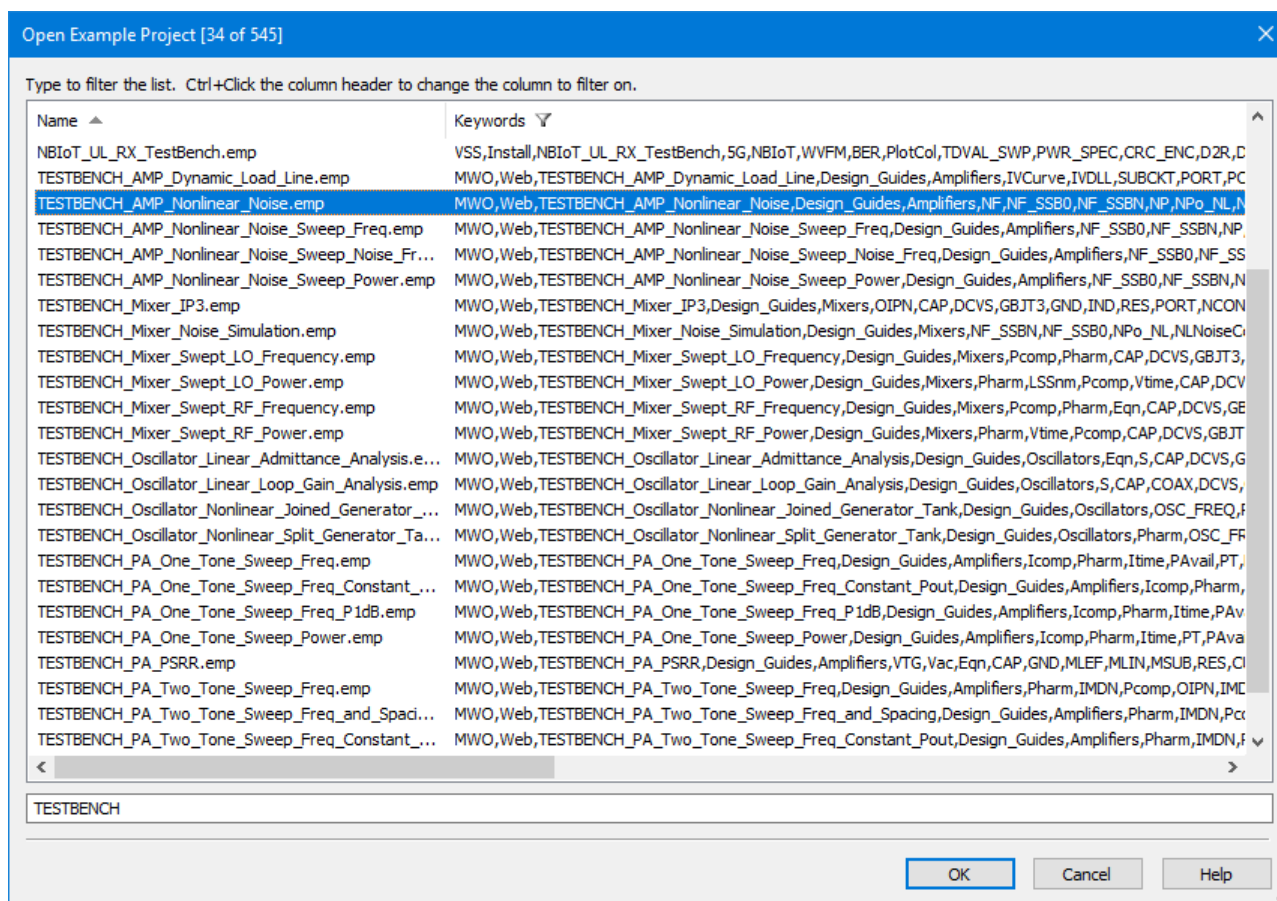 Open Example Project [34 of 545]
Type to filter the list. Ctrl+Click the column header to change the column to filter on.
Name Keywords
NBIoT_UL_RX_TestBench.emp VSS,Install,NBIoT_UL_RX_TestBench,5G,NBIoT,WVFM,BER,PlotCol,TDVAL_SWP,PWR_SPEC,CRC_ENC,D2R,D
TESTBENCH_AMP_Dynamic_Load_Line.emp MWO,Web,TESTBENCH_AMP_Dynamic_Load_Line,Design_Guides,Amplifiers,IVCurve,IVDLL,SUBCKT,PORT,PC
TESTBENCH_AMP_Nonlinear_Noise.emp MWO,Web,TESTBENCH_AMP_Nonlinear_Noise,Design_Guides,Amplifiers,NF,NF_SSB0,NF_SSBN,NP,NPo_NL,N
TESTBENCH_AMP_Nonlinear_Noise_Sweep_Freq.emp MWO,Web,TESTBENCH_AMP_Nonlinear_Noise_Sweep_Freq,Design_Guides,Amplifiers,NF_SSB0,NF_SSBN,NP,
TESTBENCH_AMP_Nonlinear_Noise_Sweep_Noise_Fr... MWO,Web,TESTBENCH_AMP_Nonlinear_Noise_Sweep_Noise_Freq,Design_Guides,Amplifiers,NF_SSB0,NF_SS
TESTBENCH_AMP_Nonlinear_Noise_Sweep_Power.emp MWO,Web,TESTBENCH_AMP_Nonlinear_Noise_Sweep_Power,Design_Guides,Amplifiers,NF_SSB0,NF_SSBN,N
TESTBENCH_Mixer_IP3.emp MWO,Web,TESTBENCH_Mixer_IP3,Design_Guides,Mixers,OIPN,CAP,DCVS,GBJT3,GND,IND,RES,PORT,NCON
TESTBENCH_Mixer_Noise_Simulation.emp MWO,Web,TESTBENCH_Mixer_Noise_Simulation,Design_Guides,Mixers,NF_SSBN,NF_SSB0,NPo_NL,NLNoiseC
TESTBENCH_Mixer_Swept_LO_Frequency.emp MWO,Web,TESTBENCH_Mixer_Swept_LO_Frequency,Design_Guides,Mixers,Pcomp,Pharm,CAP,DCVS,GBJT3,
TESTBENCH_Mixer_Swept_LO_Power.emp MWO,Web,TESTBENCH_Mixer_Swept_LO_Power,Design_Guides,Mixers,Pharm,LSSnm,Pcomp,Vtime,CAP,DCV
TESTBENCH_Mixer_Swept_RF_Frequency.emp MWO,Web,TESTBENCH_Mixer_Swept_RF_Frequency,Design_Guides,Mixers,Pcomp,Pharm,Eqn,CAP,DCVS,GB
TESTBENCH_Mixer_Swept_RF_Power.emp MWO,Web,TESTBENCH_Mixer_Swept_RF_Power,Design_Guides,Mixers,Pharm,Vtime,Pcomp,CAP,DCVS,GBJT
TESTBENCH_Oscillator_Linear_Admittance_Analysis.e... MWO,Web,TESTBENCH_Oscillator_Linear_Admittance_Analysis,Design_Guides,Oscillators,Eqn,S,CAP,DCVS,G
TESTBENCH_Oscillator_Linear_Loop_Gain_Analysis.emp MWO,Web,TESTBENCH_Oscillator_Linear_Loop_Gain_Analysis,Design_Guides,Oscillators,S,CAP,COAX,DCVS,
TESTBENCH_Oscillator_Nonlinear_Joined_Generator_... MWO,Web,TESTBENCH_Oscillator_Nonlinear_Joined_Generator_Tank,Design_Guides,Oscillators,OSC_FREQ,
TESTBENCH_Oscillator_Nonlinear_Split_Generator_Ta... MWO,Web,TESTBENCH_Oscillator_Nonlinear_Split_Generator_Tank,Design_Guides,Oscillators,Pharm,OSC_FR
TESTBENCH_PA_One_Tone_Sweep_Freq.emp MWO,Web,TESTBENCH_PA_One_Tone_Sweep_Freq,Design_Guides,Amplifiers,Icomp,Pharm,Itime,PAvail,PT,
TESTBENCH_PA_One_Tone_Sweep_Freq_Constant_... MWO,Web,TESTBENCH_PA_One_Tone_Sweep_Freq_Constant_Pout,Design_Guides,Amplifiers,Icomp,Pharm,
TESTBENCH_PA_One_Tone_Sweep_Freq_P1dB.emp MWO,Web,TESTBENCH_PA_One_Tone_Sweep_Freq_P1dB,Design_Guides,Amplifiers,Icomp,Pharm,Itime,PAv
TESTBENCH_PA_One_Tone_Sweep_Power.emp MWO,Web,TESTBENCH_PA_One_Tone_Sweep_Power,Design_Guides,Amplifiers,Icomp,Pharm,Itime,PT,PAva
TESTBENCH_PA_PSRR.emp MWO,Web,TESTBENCH_PA_PSRR,Design_Guides,Amplifiers,VTG,Vac,Eqn,CAP,GND,MLEF,MLIN,MSUB,RES,
TESTBENCH_PA_Two_Tone_Sweep_Freq.emp MWO,Web,TESTBENCH_PA_Two_Tone_Sweep_Freq,Design_Guides,Amplifiers,Pharm,IMDN,Pcomp,OIPN,IMD
TESTBENCH_PA_Two_Tone_Sweep_Freq_and_Spaci... MWO,Web,TESTBENCH_PA_Two_Tone_Sweep_Freq_and_Spacing,Design_Guides,Amplifiers,Pharm,IMDN,Pco
TESTBENCH_PA_Two_Tone_Sweep_Freq_Constant_... MWO,Web,TESTBENCH_PA_Two_Tone_Sweep_Freq_Constant_Pout,Design_Guides,Amplifiers,Pharm,IMDN,
TESTBENCH
OK Cancel Help